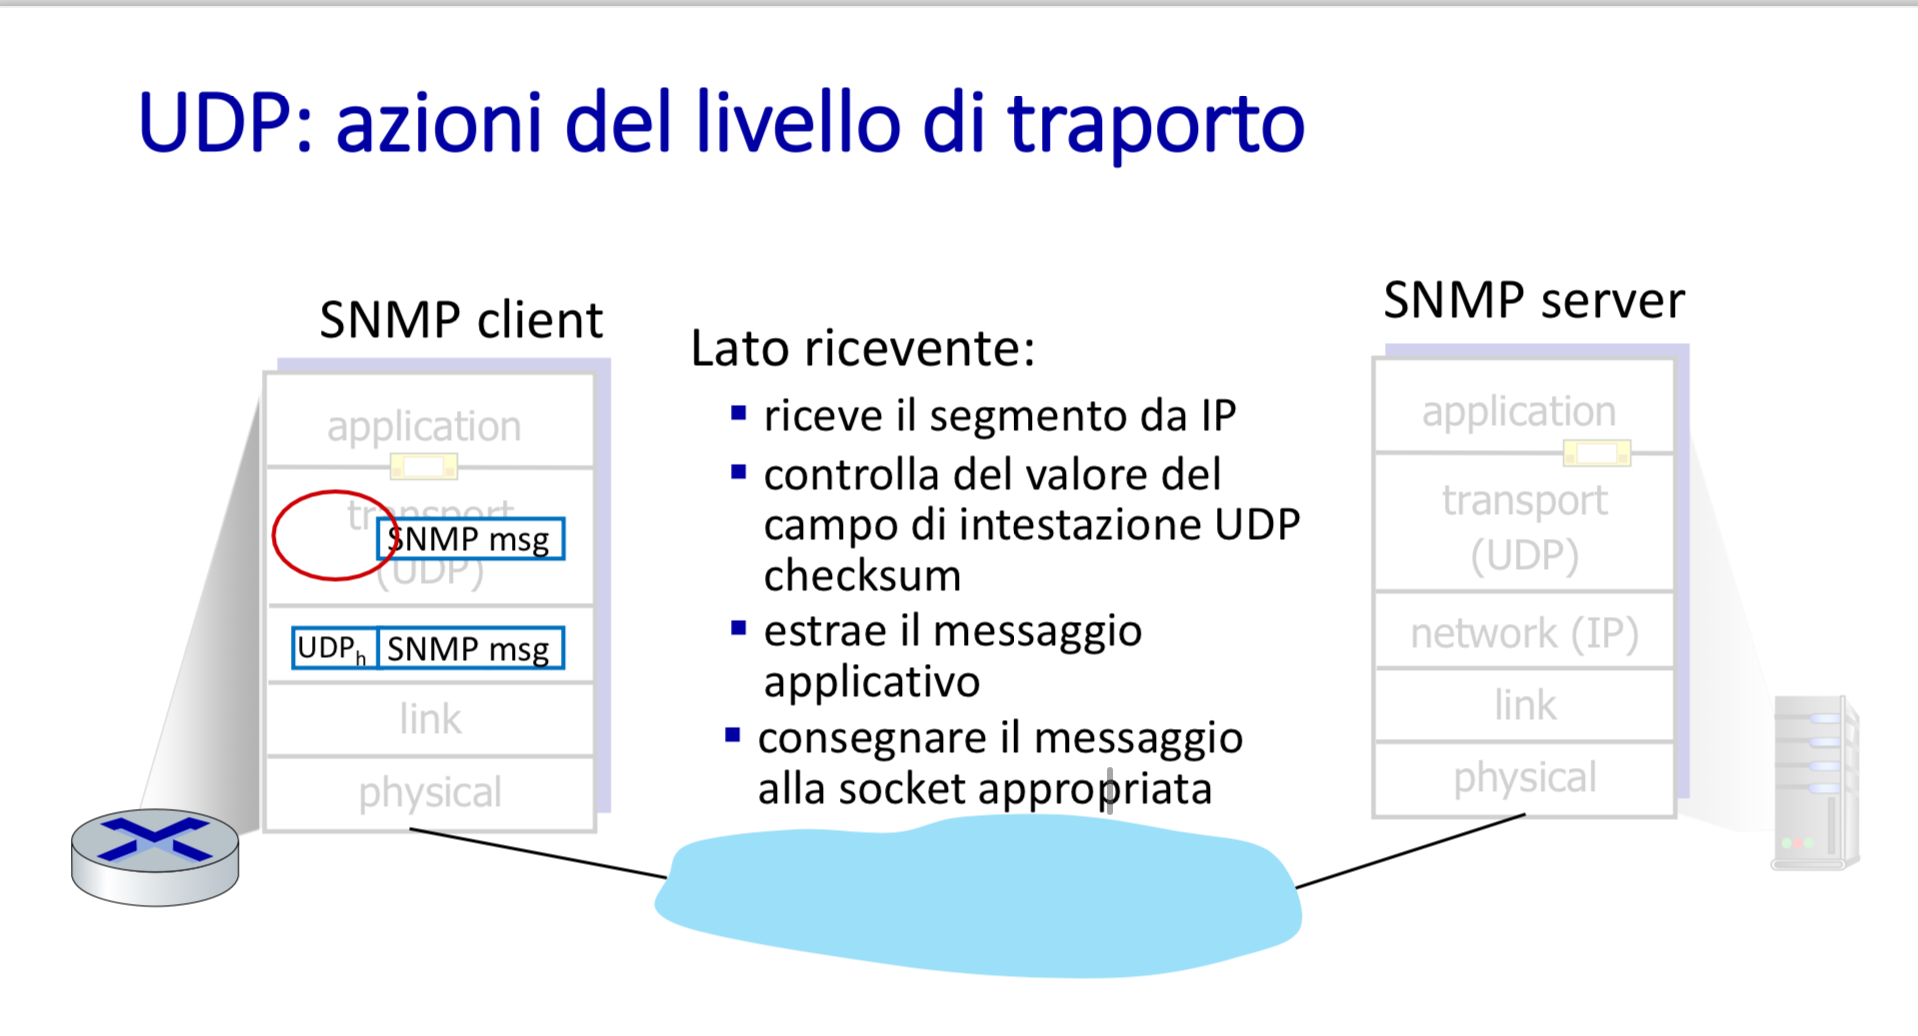 UDP: azioni del livello di traporto
SNMP client
application
transport
SNMP msg
(UDP)
UDPh SNMP msg
link
physical
Lato ricevente:
riceve il segmento da IP
controlla del valore del
campo di intestazione UDP
checksum
estrae il messaggio
applicativo
consegnare il messaggio
alla socket appropriata
SNMP server
application
transport
(UDP)
network (IP)
link
physical